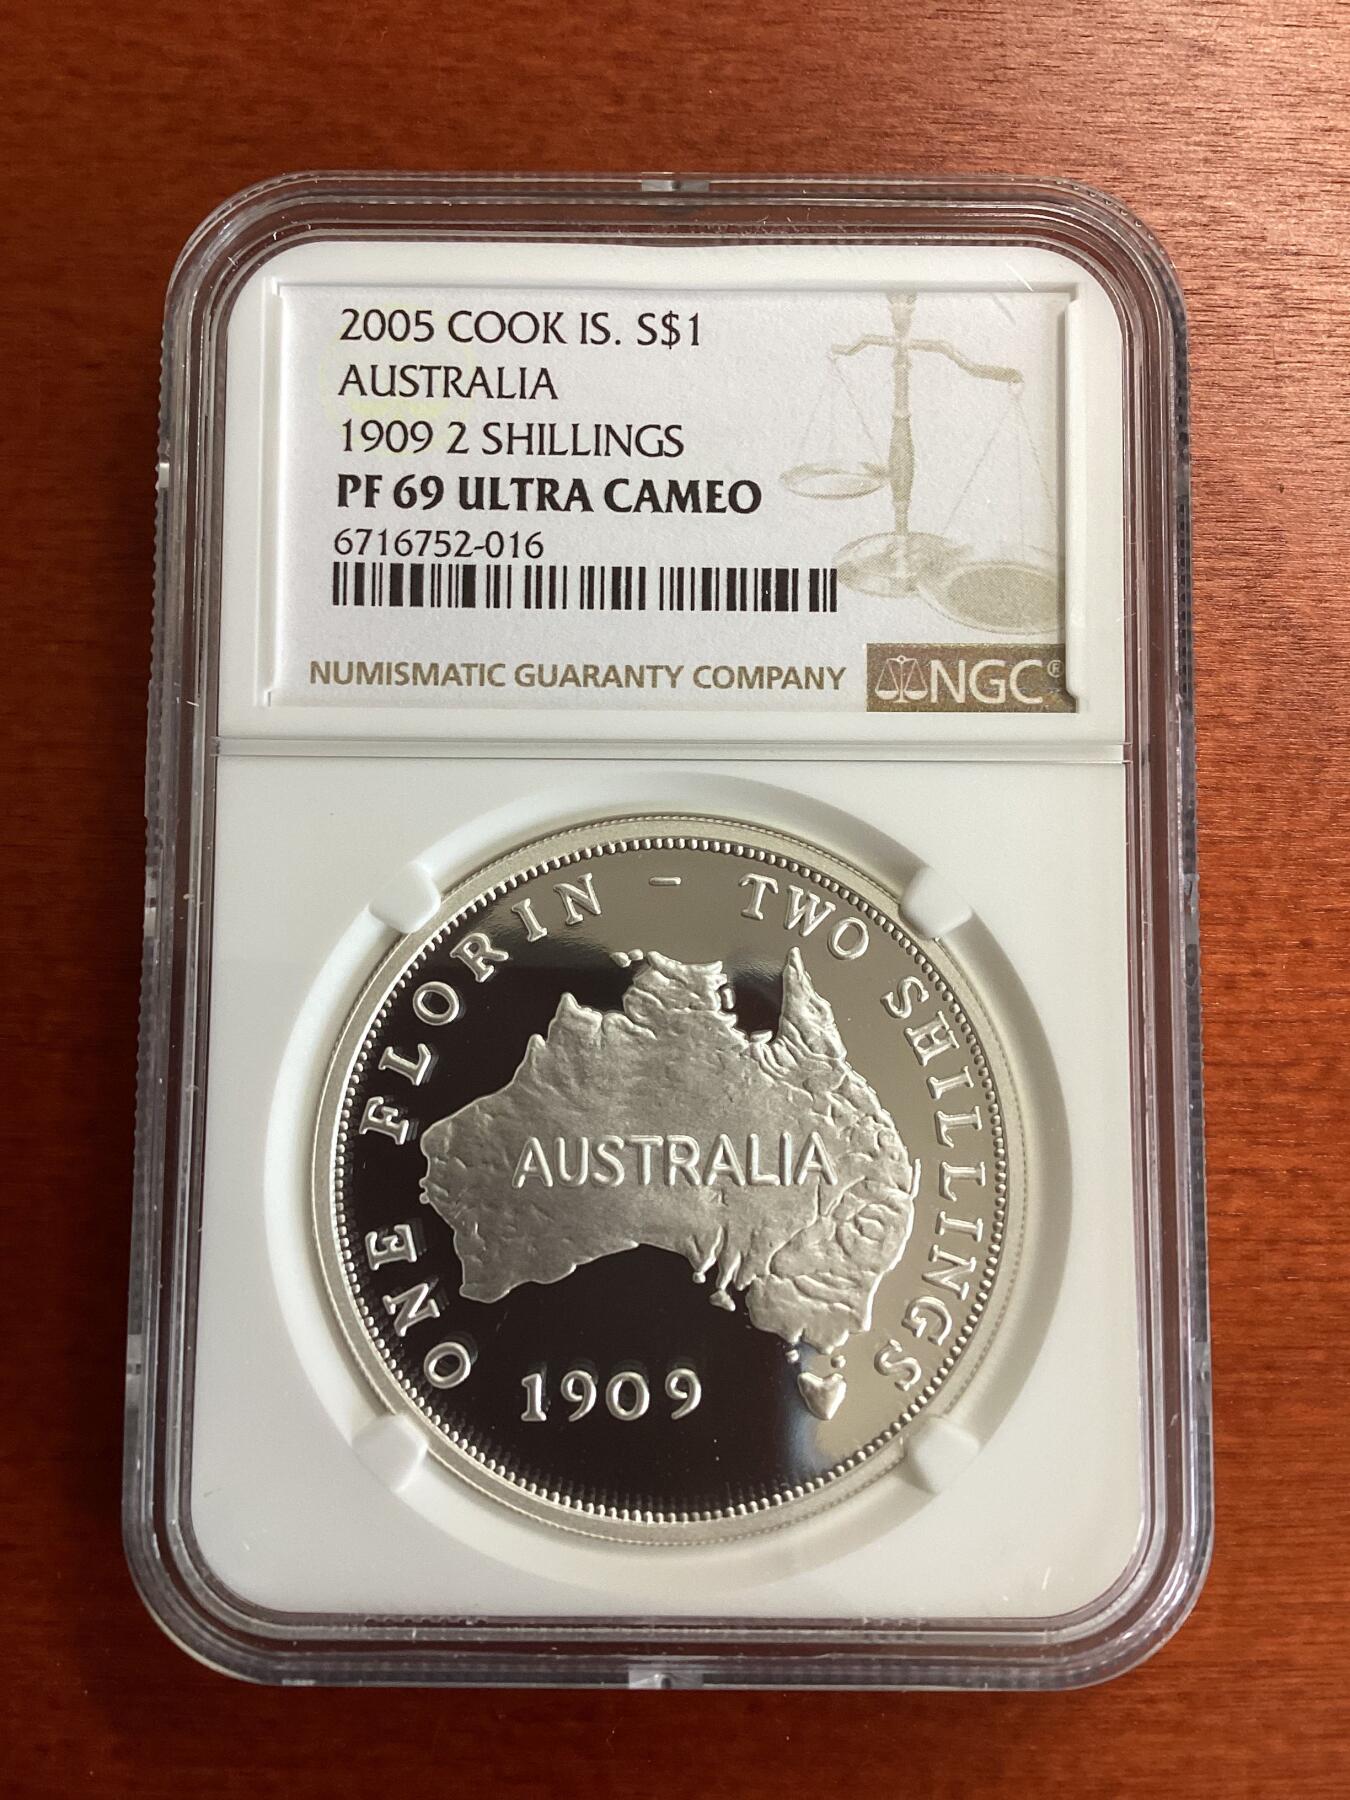 2005 COOK IS. S$1
AUSTRALIA
1909 2 SHILLINGS
PF 69 ULTRA CAMEO
6716752-016
NUMISMATIC GUARANTY COMPANY
NGC®
ONE FLORIN - TWO SHILLINGS
AUSTRALIA
1909